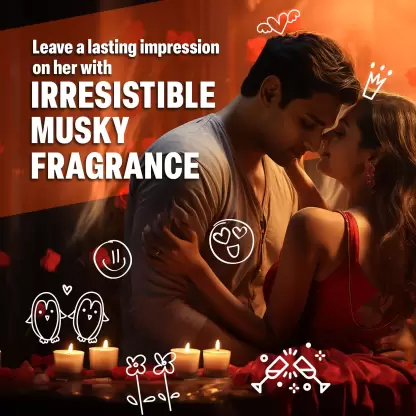 Leave a lasting impression
on her with
IRRESISTIBLE
MUSKY
FRAGRANCE